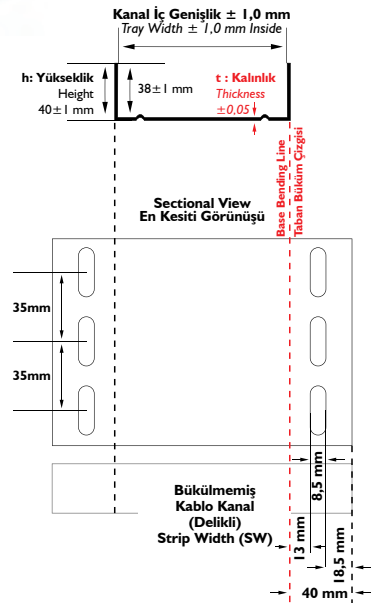 Kanal İç Genişlik ± 1,0 mm
Tray Width ± 1,0 mm Inside
h: Yükseklik
Height
40±1 mm
38±1 mm
t : Kalınlık
Thickness
±0,05
Base Bending Line
Taban Büküm Çizgisi
Sectional View
En Kesiti Görünüşü
35mm
35mm
Bükülmemiş
Kablo Kanal
(Delikli)
Strip Width (SW)
8,5 mm
13 mm
18,5 mm
40 mm